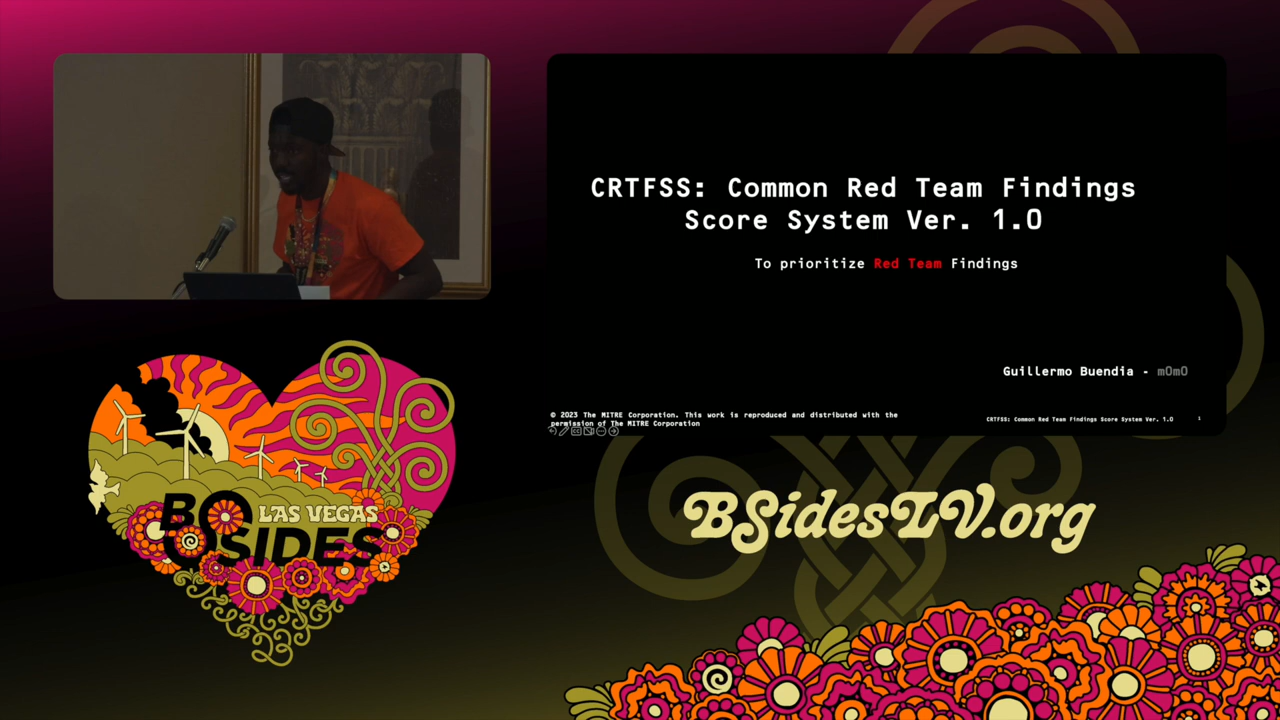 CRTFSS: Common Red Team Findings
Score System Ver. 1.0
To prioritize Red Team Findings
Guillermo Buendia - m0m0
© 2023 The MITRE Corporation. This work is reproduced and distributed with the
permission of The MITRE Corporation
CRTFSS: Common Red Team Findings Score System Ver. 1.0
1
BSIDES
LAS VEGAS
23
BSidesLV.org